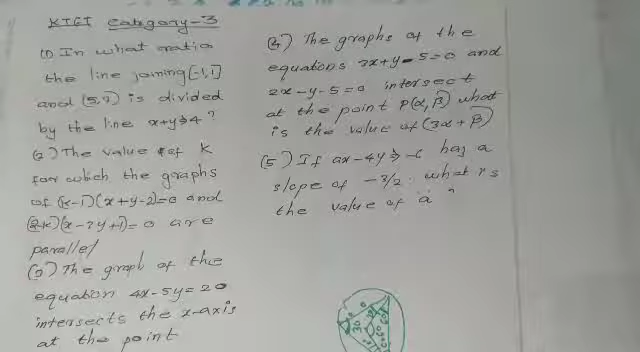 KTET category-3
(1) In what ratio
the line joining (-1,1)
and (5,7) is divided
by the line x+y=4?
(2) The value of k
for which the graphs
of (k-1)(x+y-2)=0 and
(2-k)(x-3y+1)=0 are
parallel
(3) The graph of the
equation 4x-5y=20
intersects the x-axis
at the point
(4) The graphs of the
equations 3x+y-5=0 and
2x-y-5=0 intersect
at the point P(α,β) what
is the value of (3α+β)
(5) If ax-4y=-6 has a
slope of -3/2. what is
the value of a?